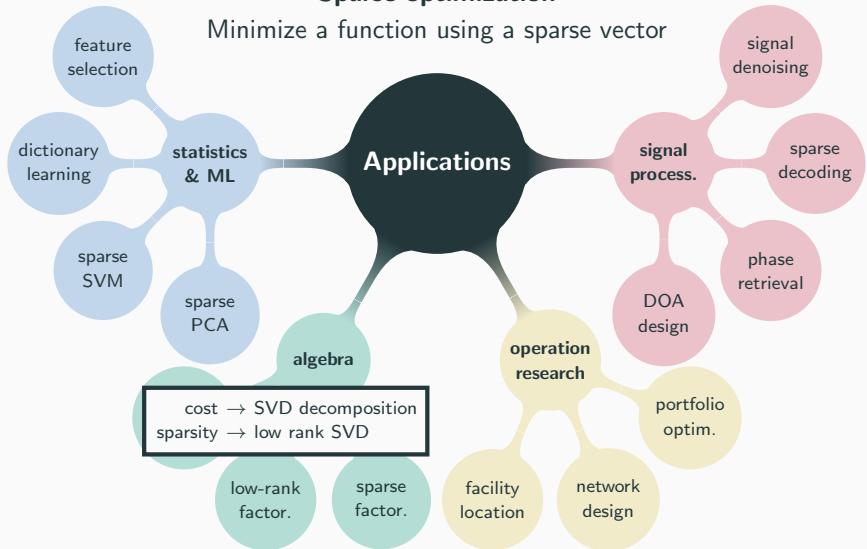 Sparse optimization
Minimize a function using a sparse vector
feature
selection
dictionary
learning
sparse
SVM
sparse
PCA
statistics
& ML
Applications
signal
process.
signal
denoising
sparse
decoding
phase
retrieval
DOA
design
algebra
cost → SVD decomposition
sparsity → low rank SVD
low-rank
factor.
sparse
factor.
operation
research
facility
location
network
design
portfolio
optim.